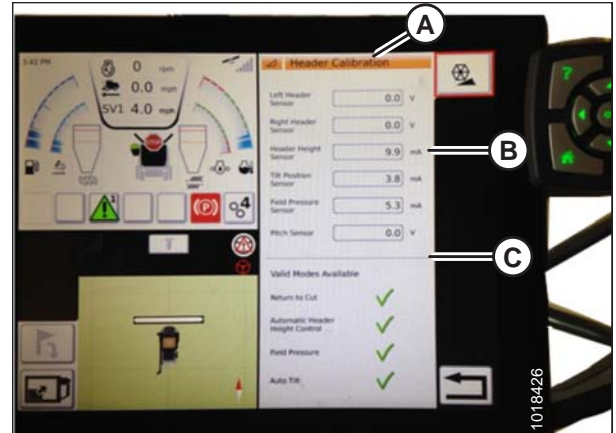 A
5:42 PM
0 rpm
0.0 mph
SV1 4.0 mph
1
(P)
4
Header Calibration
Left Header
Sensor
0.0 V
Right Header
Sensor
0.0 V
Header Height
Sensor
9.9 mA
B
Tilt Position
Sensor
3.8 mA
Field Pressure
Sensor
5.3 mA
Pitch Sensor
0.0 V
C
Valid Modes Available
Return to Cut
Automatic Header
Height Control
Field Pressure
Auto Tilt
?
1018426